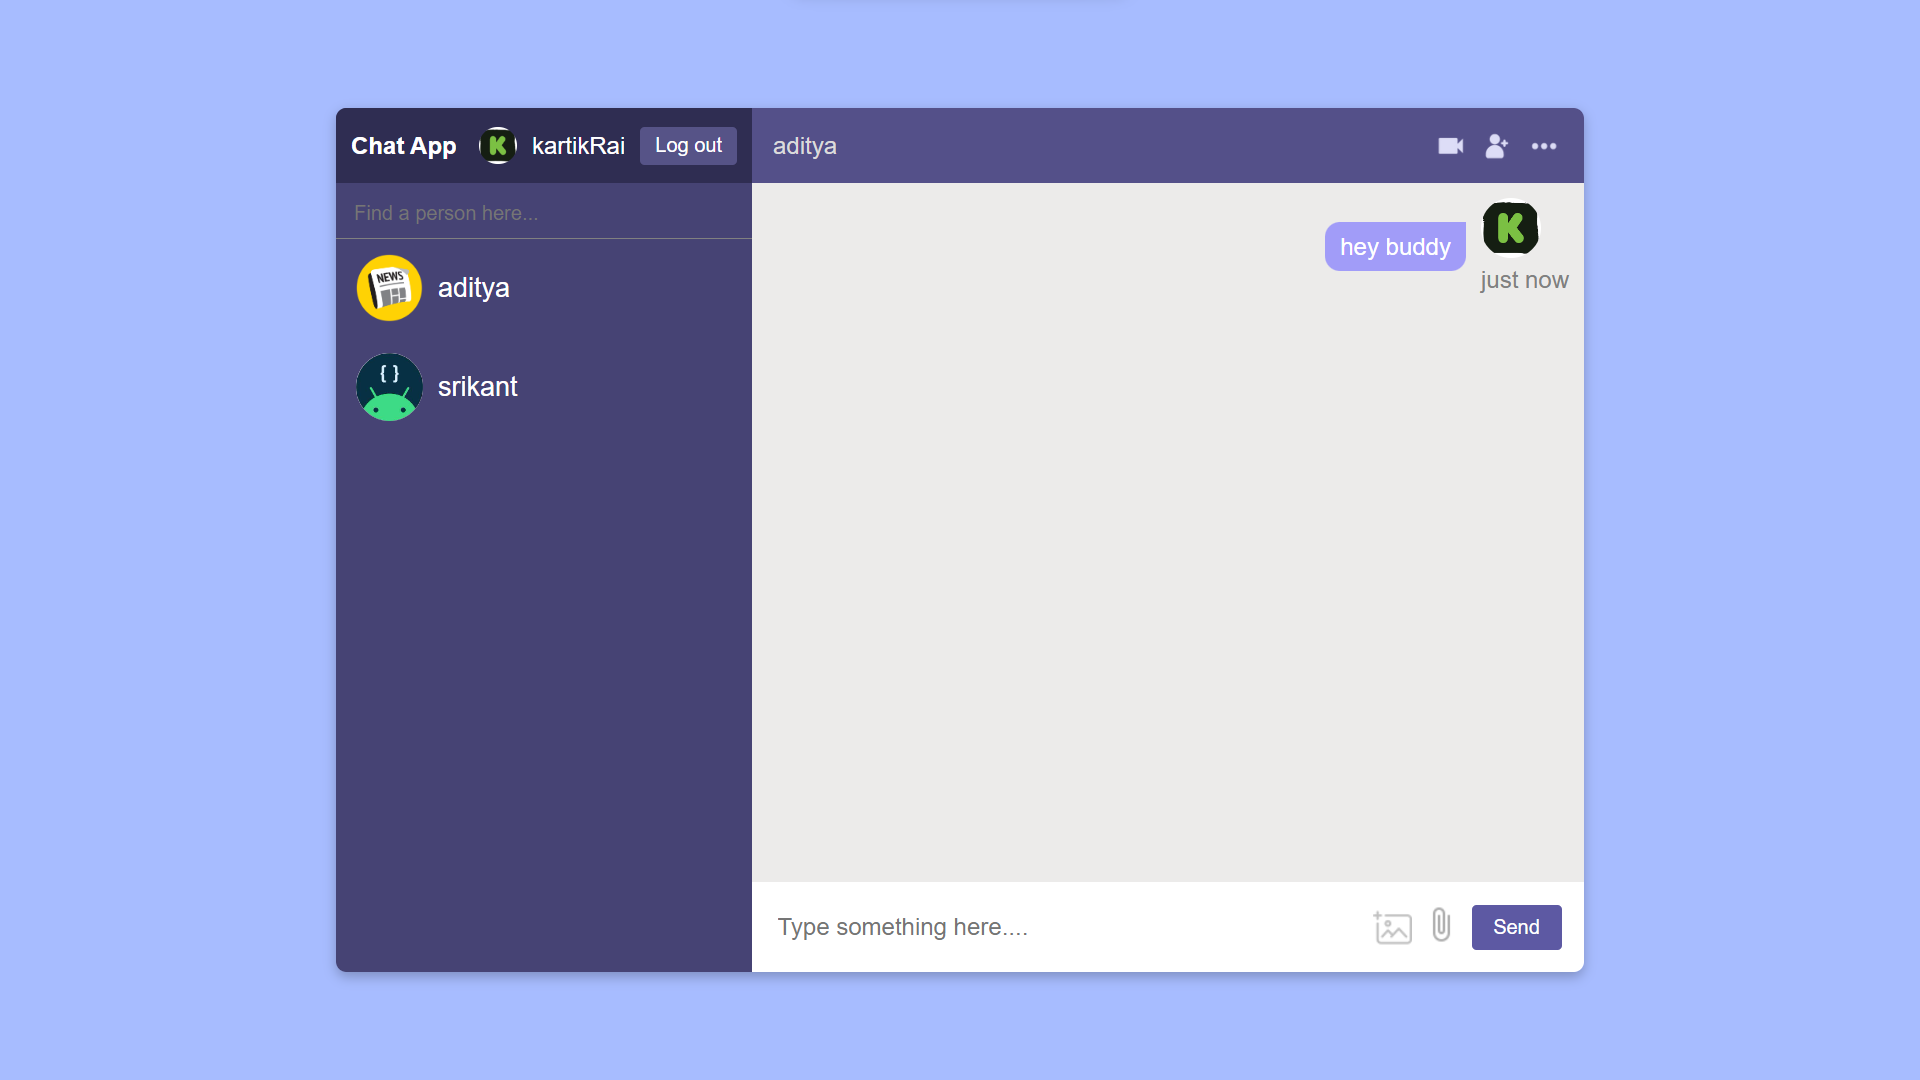 Chat App K kartikRai Log out
Find a person here...
NEWS
aditya
{ }
srikant
aditya
hey buddy
K
just now
Type something here....
Send